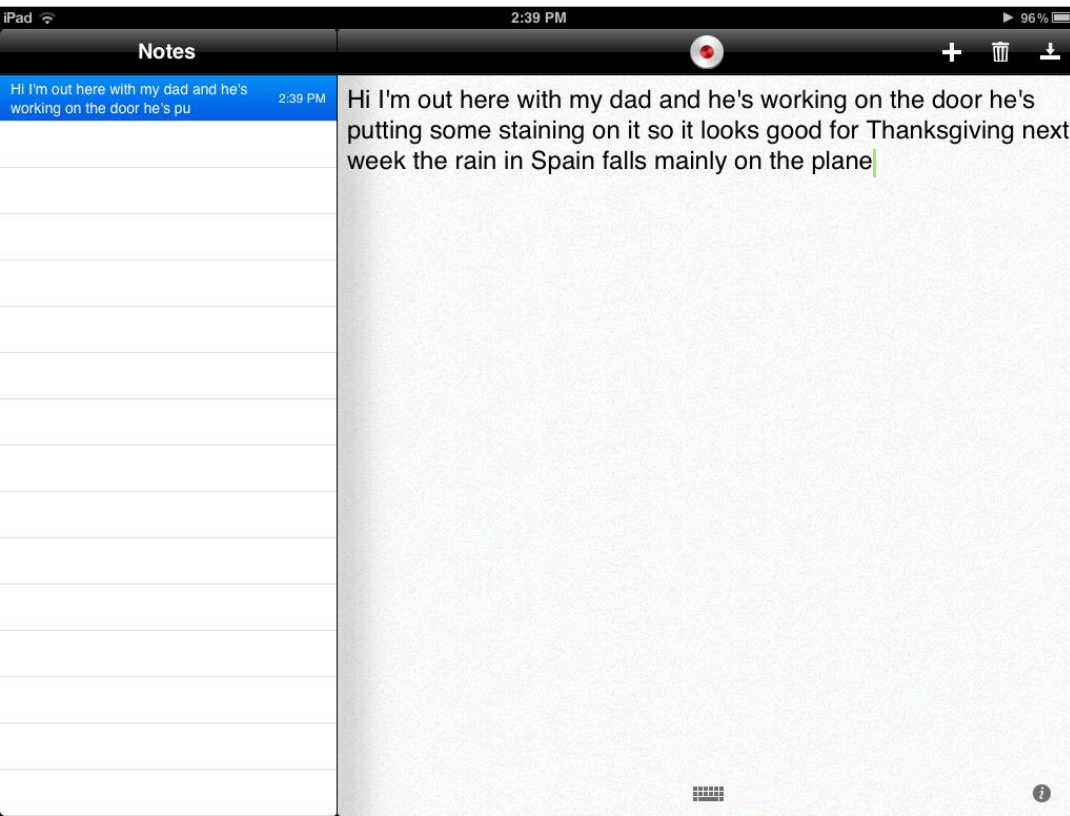 iPad 2:39 PM 96%
Notes
Hi I'm out here with my dad and he's
working on the door he's pu
2:39 PM
Hi I'm out here with my dad and he's working on the door he's
putting some staining on it so it looks good for Thanksgiving next
week the rain in Spain falls mainly on the plane